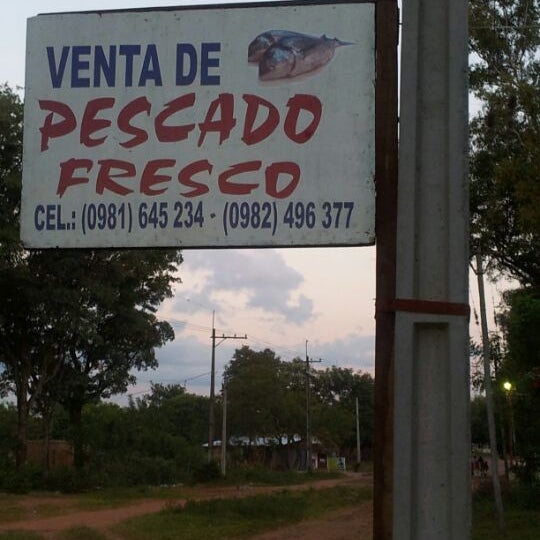 VENTA DE
PESCADO
FRESCO
CEL.: (0981) 645 234 - (0982) 496 377